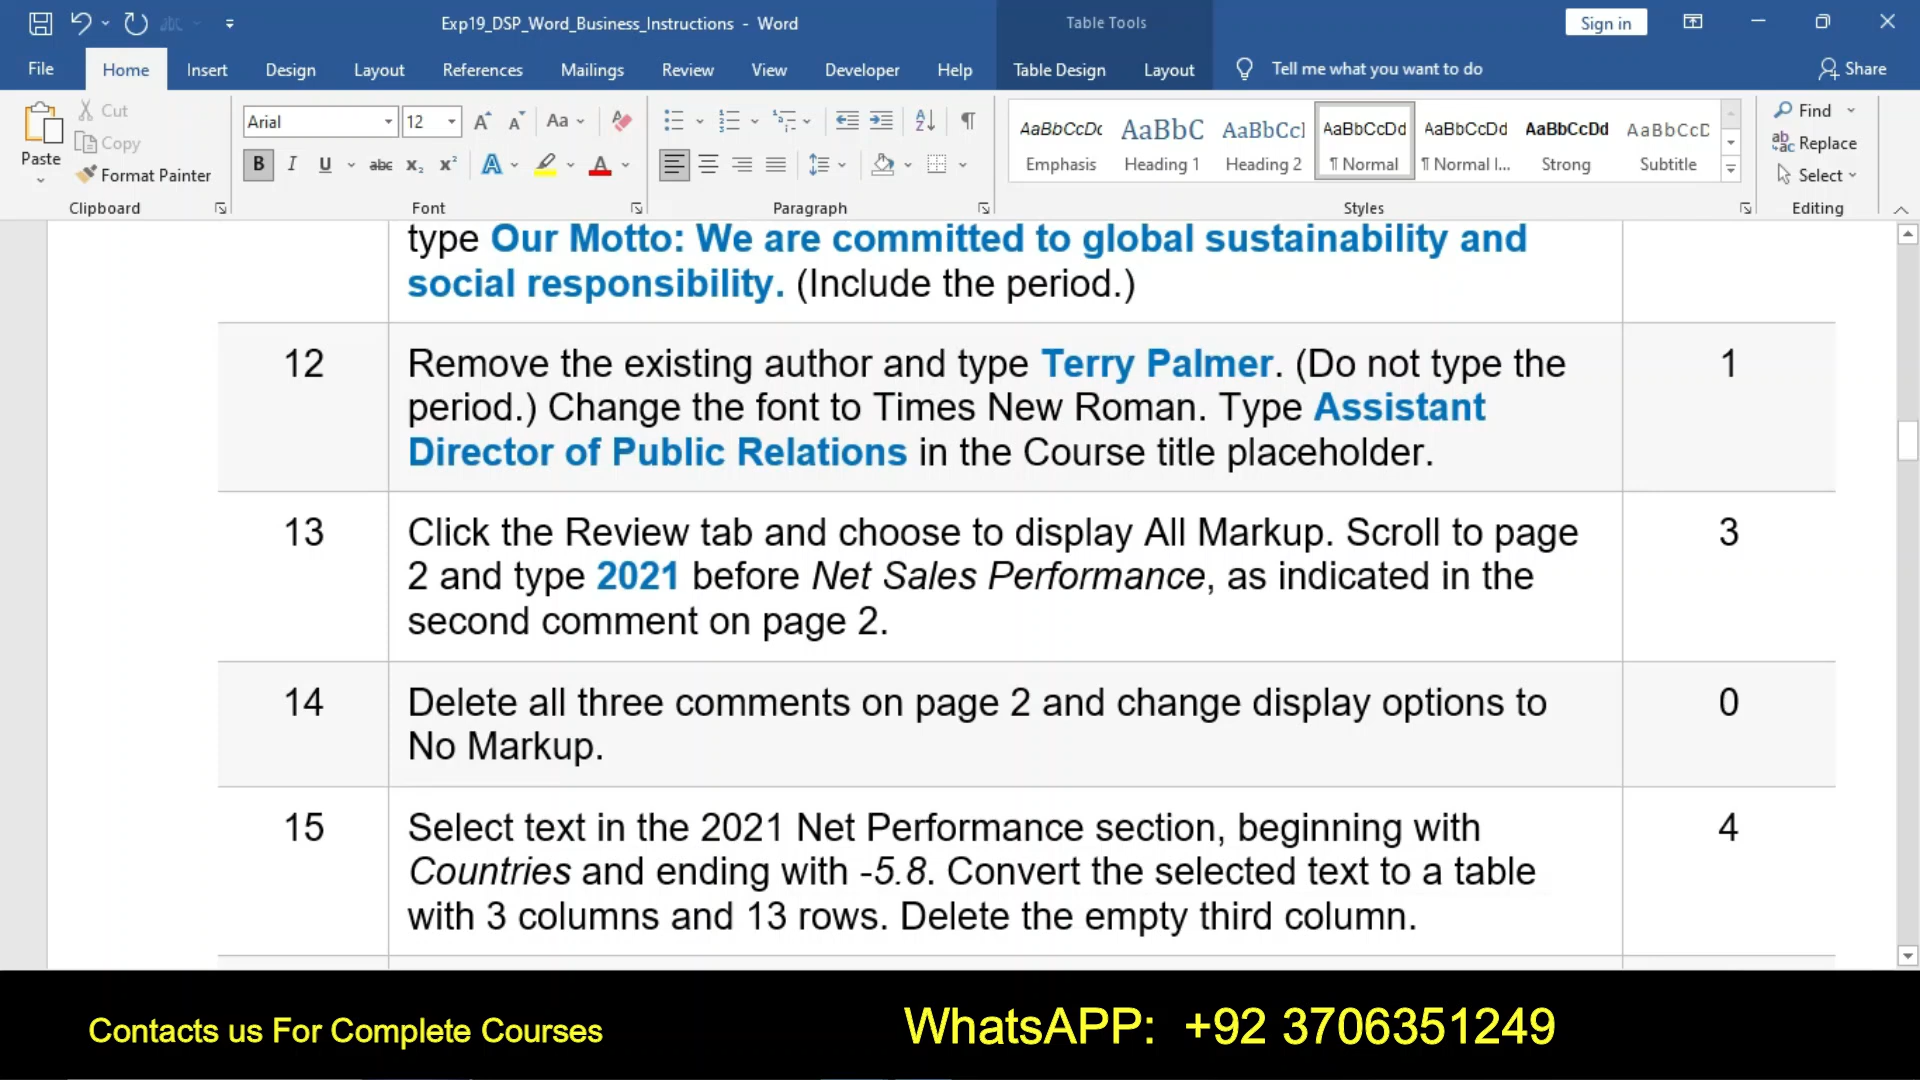 Exp19_DSP_Word_Business_Instructions - Word
Table Tools
Sign in
File
Home
Insert
Design
Layout
References
Mailings
Review
View
Developer
Help
Table Design
Layout
Tell me what you want to do
Share
Paste
Cut
Copy
Format Painter
Clipboard
Arial
12
Aa
B I U abc x₂ x² A A
Font
Paragraph
AaBbCcDc
Emphasis
AaBbC
Heading 1
AaBbCcI
Heading 2
AaBbCcDd
¶ Normal
AaBbCcDd
¶ Normal I...
AaBbCcDd
Strong
AaBbCcD
Subtitle
Styles
Find
Replace
Select
Editing
type Our Motto: We are committed to global sustainability and
social responsibility. (Include the period.)
12
Remove the existing author and type Terry Palmer. (Do not type the
period.) Change the font to Times New Roman. Type Assistant
Director of Public Relations in the Course title placeholder.
1
13
Click the Review tab and choose to display All Markup. Scroll to page
2 and type 2021 before Net Sales Performance, as indicated in the
second comment on page 2.
3
14
Delete all three comments on page 2 and change display options to
No Markup.
0
15
Select text in the 2021 Net Performance section, beginning with
Countries and ending with -5.8. Convert the selected text to a table
with 3 columns and 13 rows. Delete the empty third column.
4
Contacts us For Complete Courses
WhatsAPP: +92 3706351249